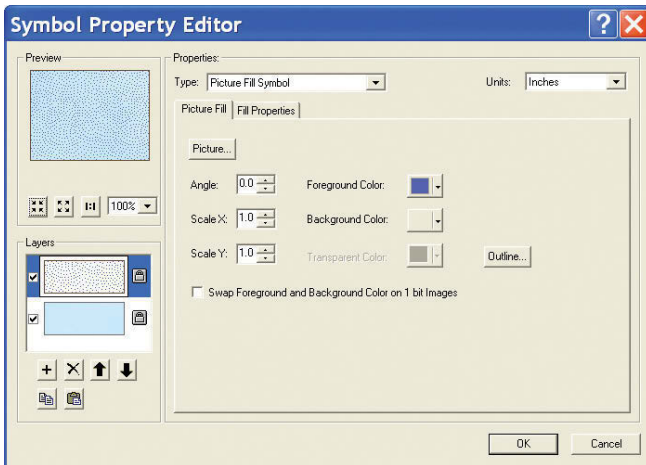 Symbol Property Editor
Preview
Properties:
Type: Picture Fill Symbol
Units: Inches
Picture Fill
Fill Properties
Picture...
Angle: 0.0
Foreground Color:
1:1
100%
Scale X: 1.0
Background Color:
Layers
Scale Y: 1.0
Transparent Color:
Outline...
Swap Foreground and Background Color on 1 bit Images
OK
Cancel